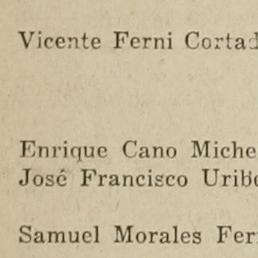 Vicente Ferni Cortad
Enrique Cano Miche
José Francisco Uribe
Samuel Morales Fer